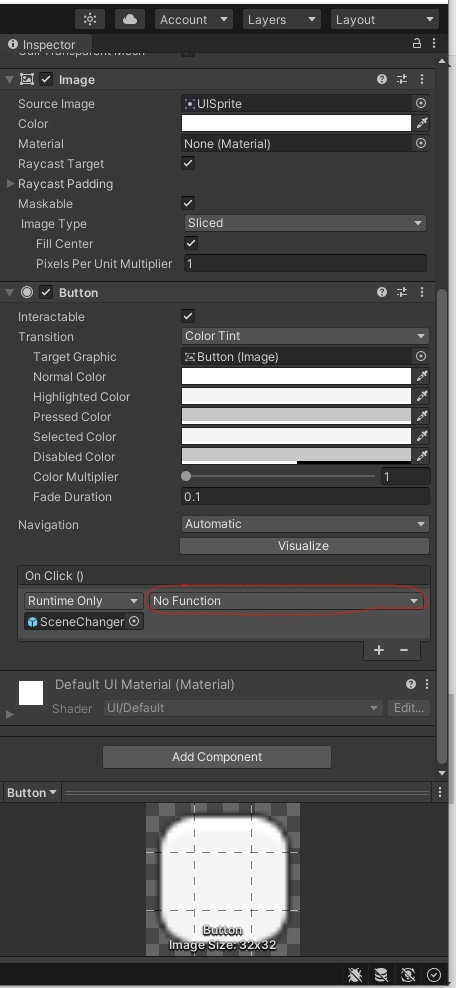 Account Layers Layout
Inspector
Cull Transparent Mesh
Image
Source Image UISprite
Color
Material None (Material)
Raycast Target
Raycast Padding
Maskable
Image Type Sliced
Fill Center
Pixels Per Unit Multiplier 1
Button
Interactable
Transition Color Tint
Target Graphic Button (Image)
Normal Color
Highlighted Color
Pressed Color
Selected Color
Disabled Color
Color Multiplier 1
Fade Duration 0.1
Navigation Automatic
Visualize
On Click ()
Runtime Only No Function
SceneChanger
+ −
Default UI Material (Material)
Shader UI/Default Edit...
Add Component
Button
Button
Image Size: 32x32